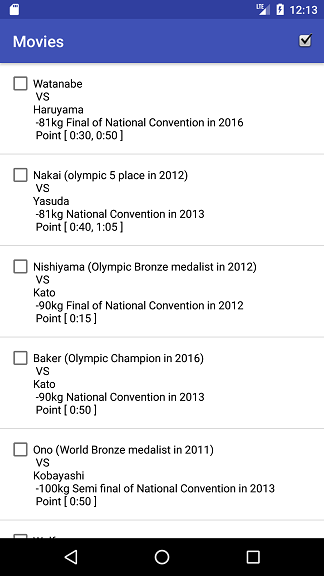 LTE 12:13
Movies
Watanabe
VS
Haruyama
-81kg Final of National Convention in 2016
Point [ 0:30, 0:50 ]
Nakai (olympic 5 place in 2012)
VS
Yasuda
-81kg National Convention in 2013
Point [ 0:40, 1:05 ]
Nishiyama (Olympic Bronze medalist in 2012)
VS
Kato
-90kg Final of National Convention in 2012
Point [ 0:15 ]
Baker (Olympic Champion in 2016)
VS
Kato
-90kg National Convention in 2013
Point [ 0:50 ]
Ono (World Bronze medalist in 2011)
VS
Kobayashi
-100kg Semi final of National Convention in 2013
Point [ 0:50 ]